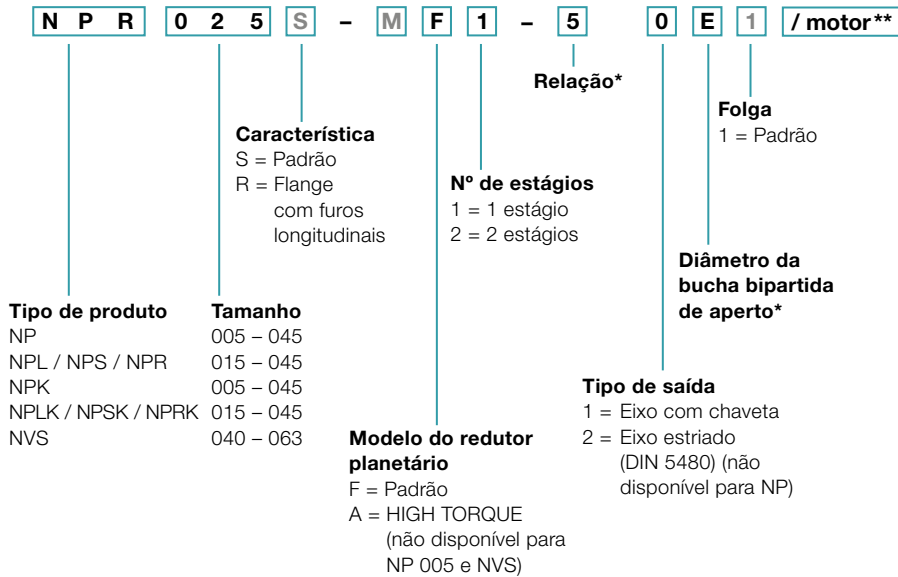 N P R 0 2 5 S – M F 1 – 5 0 E 1 / motor**
Relação*
Folga
1 = Padrão
Característica
S = Padrão
R = Flange
com furos
longitudinais
Nº de estágios
1 = 1 estágio
2 = 2 estágios
Diâmetro da
bucha bipartida
de aperto*
Tipo de produto Tamanho
NP 005 – 045
NPL / NPS / NPR 015 – 045
NPK 005 – 045
NPLK / NPSK / NPRK 015 – 045
NVS 040 – 063
Modelo do redutor
planetário
F = Padrão
A = HIGH TORQUE
(não disponível para
NP 005 e NVS)
Tipo de saída
1 = Eixo com chaveta
2 = Eixo estriado
(DIN 5480) (não
disponível para NP)